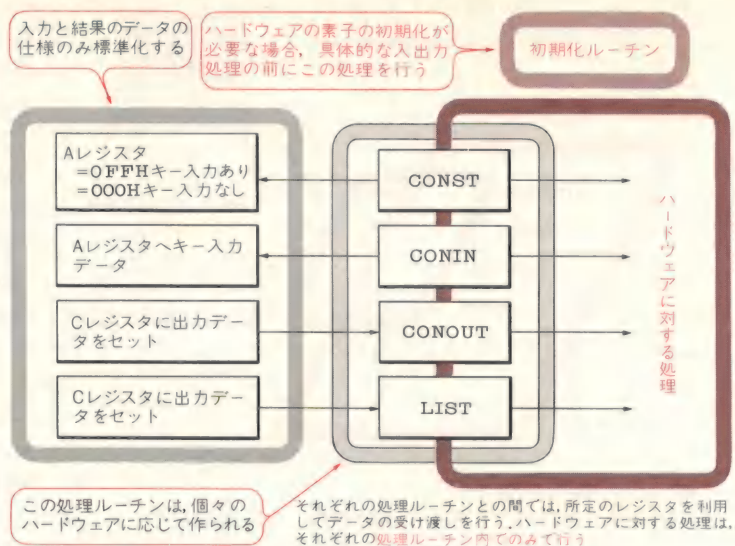 入力と結果のデータの
仕様のみ標準化する
ハードウェアの素子の初期化が
必要な場合,具体的な入出力
処理の前にこの処理を行う
初期化ルーチン
Aレジスタ
=0FFHキー入力あり
=000Hキー入力なし
CONST
Aレジスタへキー入力
データ
CONIN
Cレジスタに出力デー
タをセット
CONOUT
Cレジスタに出力デー
タをセット
LIST
ハードウェアに対する処理
この処理ルーチンは,個々の
ハードウェアに応じて作られる
それぞれの処理ルーチンとの間では,所定のレジスタを利用
してデータの受け渡しを行う.ハードウェアに対する処理は,
それぞれの処理ルーチン内でのみで行う